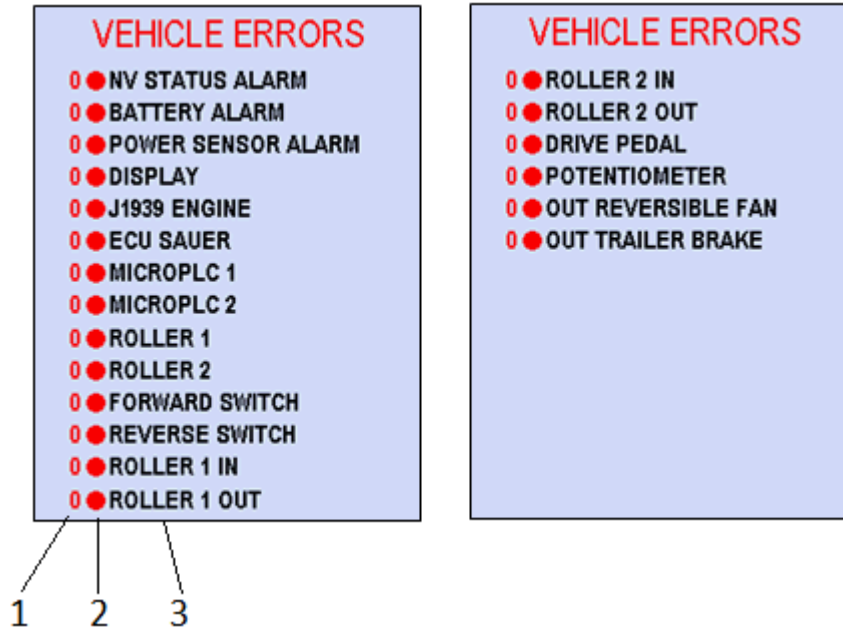 VEHICLE ERRORS
0 NV STATUS ALARM
0 BATTERY ALARM
0 POWER SENSOR ALARM
0 DISPLAY
0 J1939 ENGINE
0 ECU SAUER
0 MICROPLC 1
0 MICROPLC 2
0 ROLLER 1
0 ROLLER 2
0 FORWARD SWITCH
0 REVERSE SWITCH
0 ROLLER 1 IN
0 ROLLER 1 OUT
VEHICLE ERRORS
0 ROLLER 2 IN
0 ROLLER 2 OUT
0 DRIVE PEDAL
0 POTENTIOMETER
0 OUT REVERSIBLE FAN
0 OUT TRAILER BRAKE
1 2 3